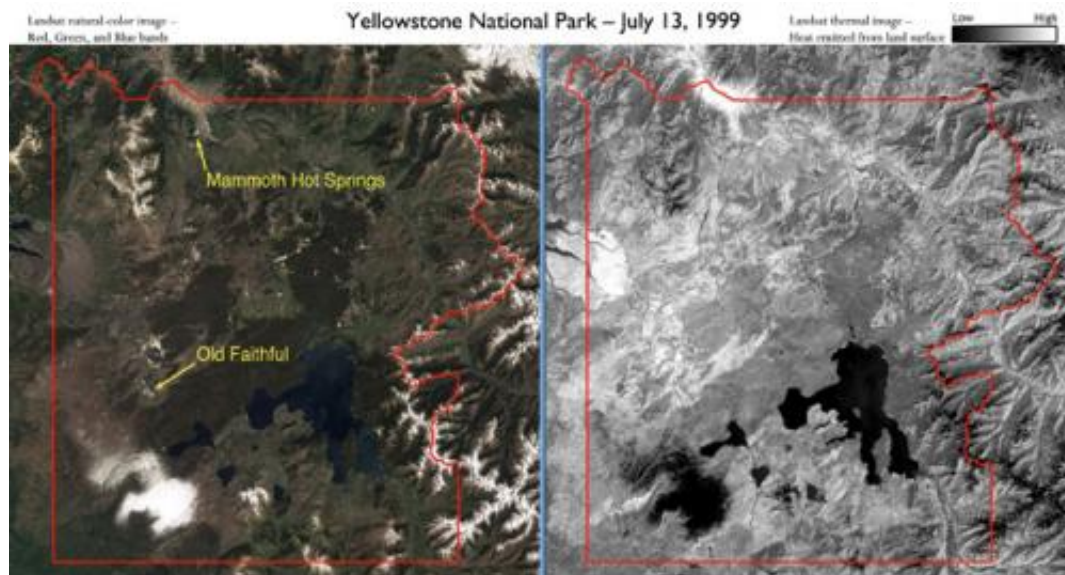 Landsat natural-color image –
Red, Green, and Blue bands
Yellowstone National Park – July 13, 1999
Landsat thermal image –
Heat emitted from land surface
Low
High
Mammoth Hot Springs
Old Faithful